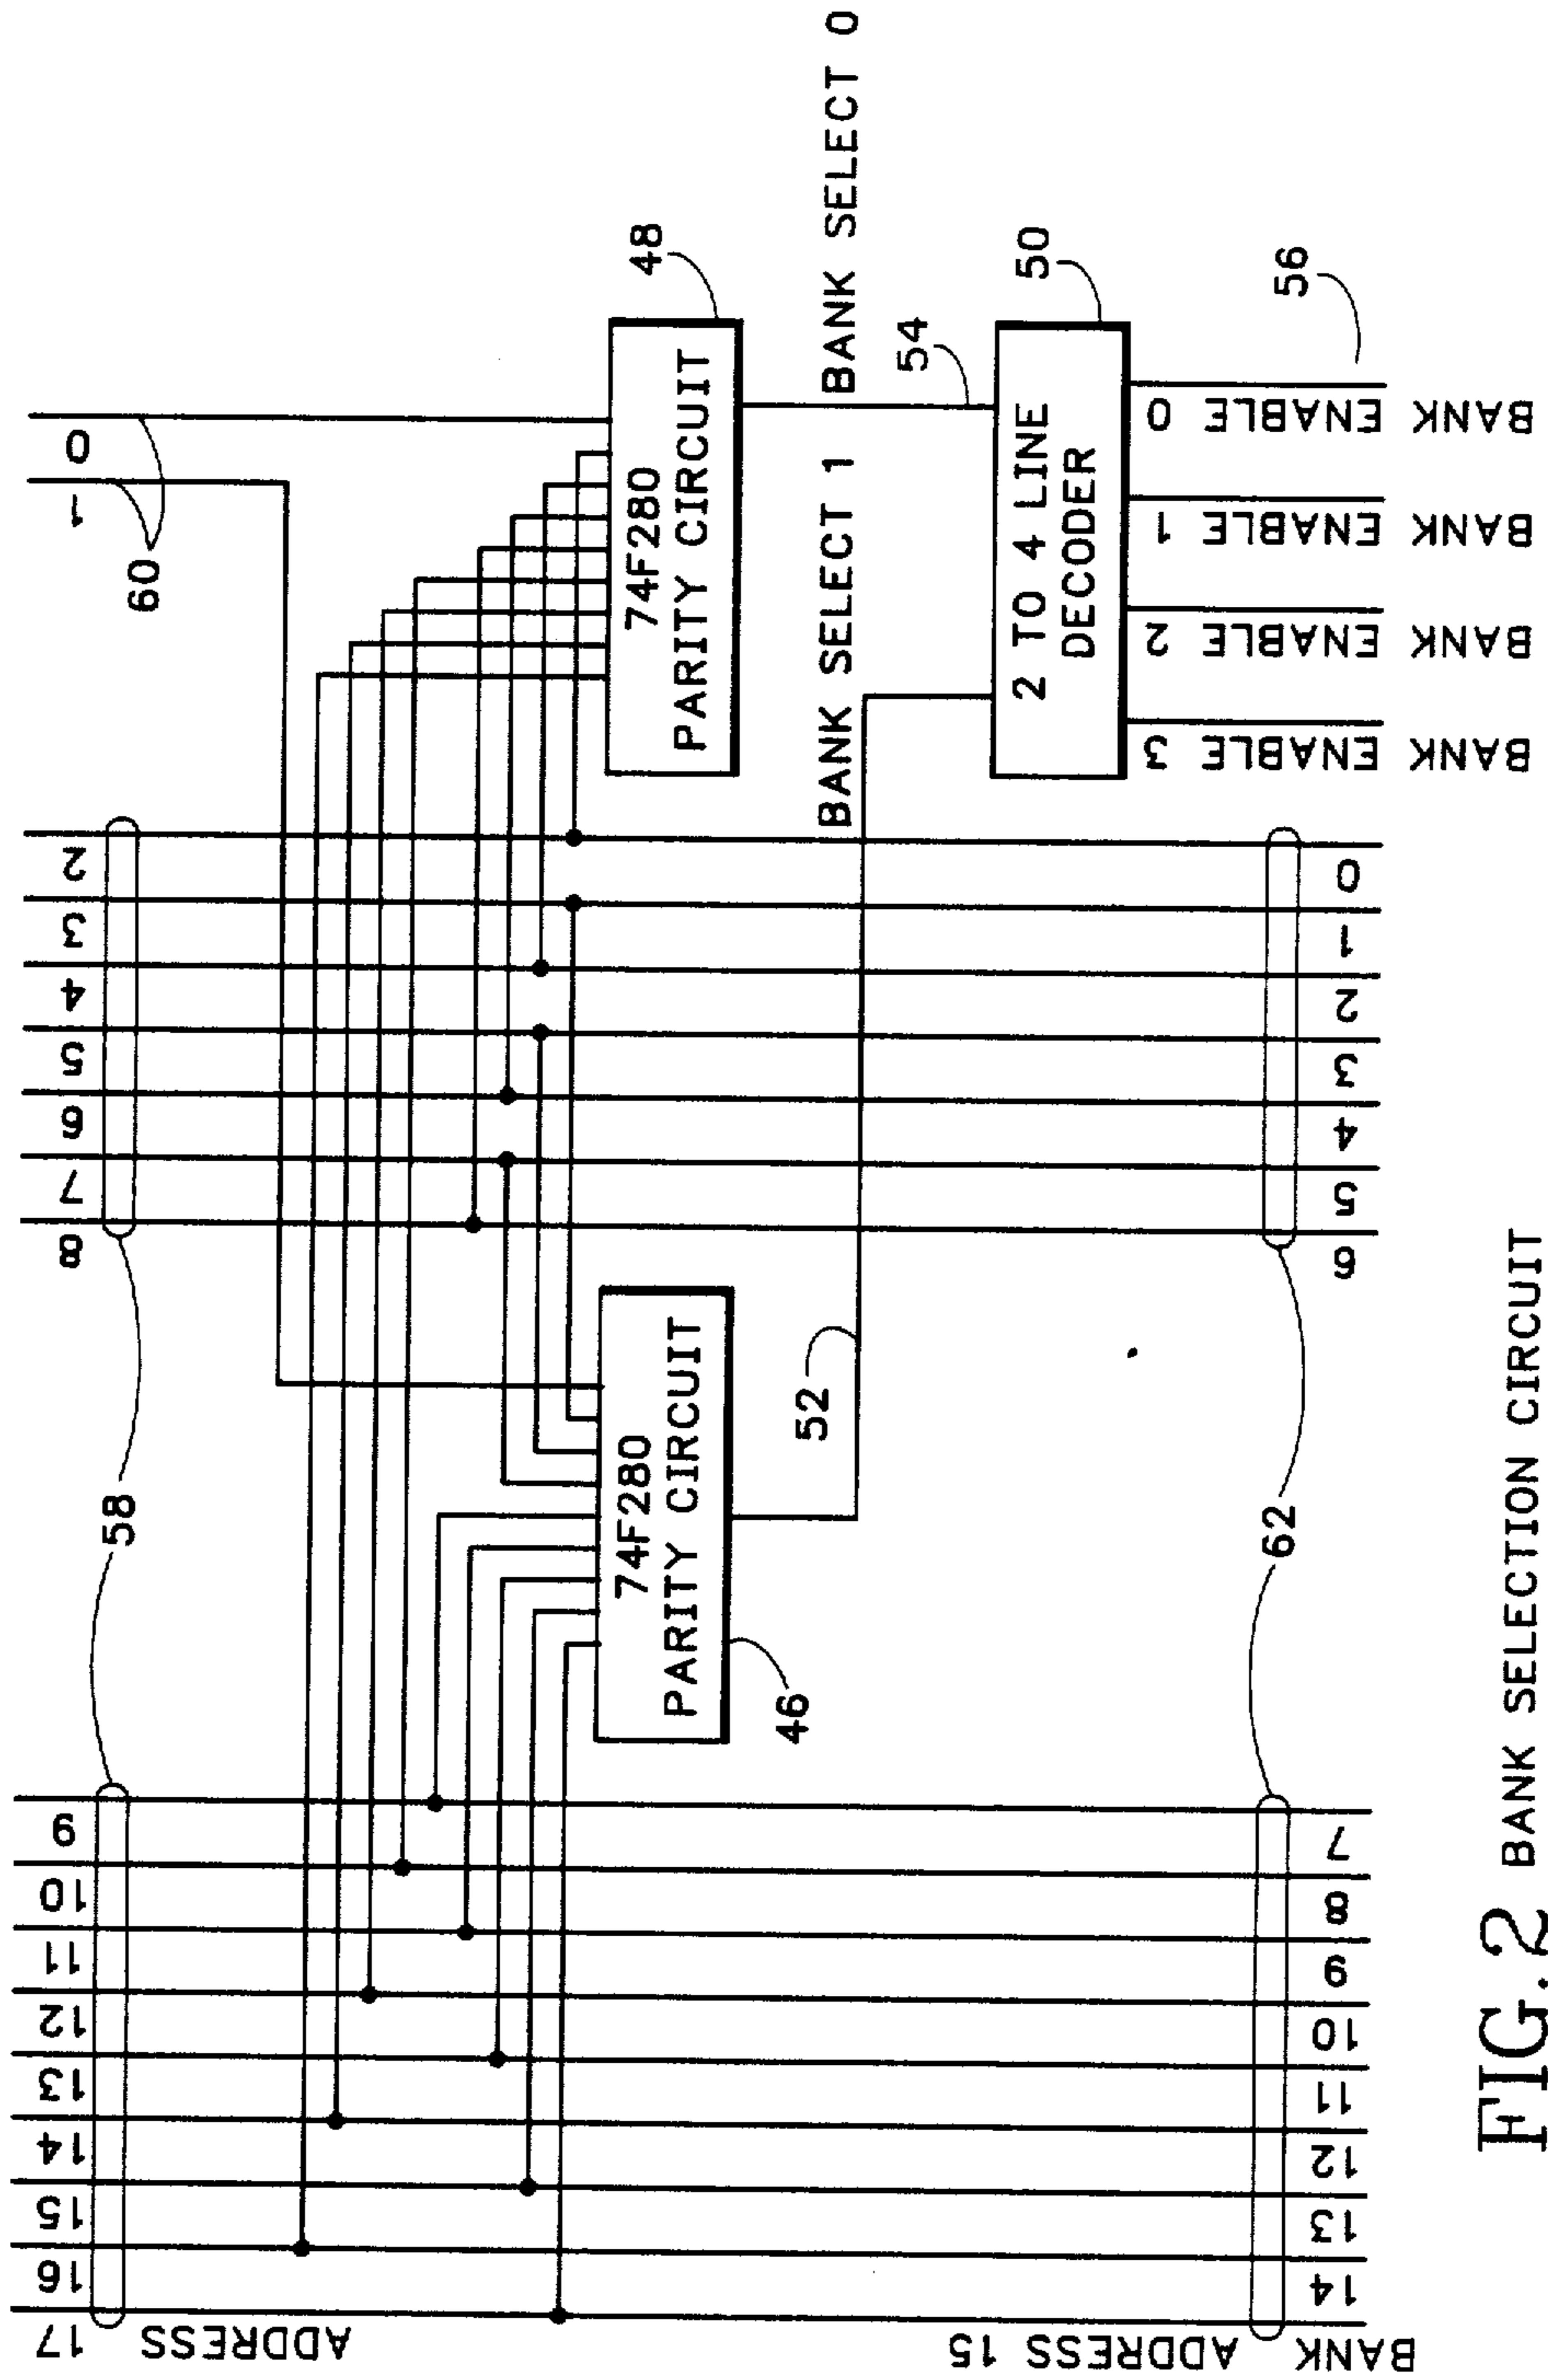 ADDRESS
17
16
15
14
13
12
11
10
9
8
7
6
5
4
3
2
1
0
58
60
74F280
PARITY CIRCUIT
46
74F280
PARITY CIRCUIT
48
BANK SELECT 1
BANK SELECT 0
52
54
2 TO 4 LINE
DECODER
50
BANK ENABLE 3
BANK ENABLE 2
BANK ENABLE 1
BANK ENABLE 0
56
BANK
ADDRESS 15
14
13
12
11
10
9
8
7
6
5
4
3
2
1
0
62
FIG. 2 BANK SELECTION CIRCUIT